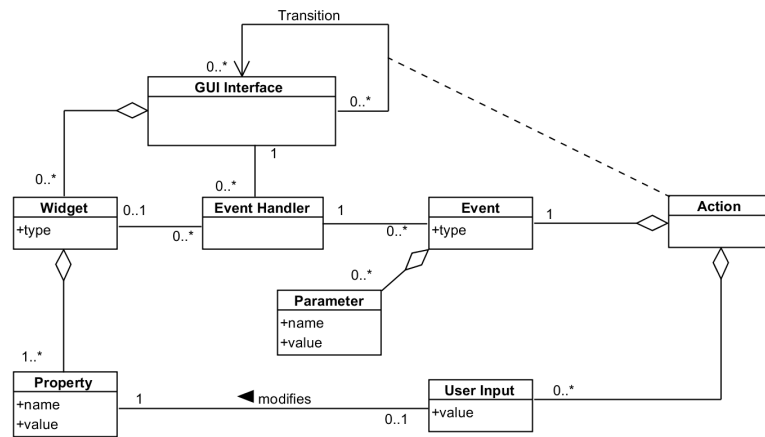 Transition
0..*
GUI Interface
0..*
1
0..*
0..*
Widget
+type
0..1
0..*
Event Handler
1
0..*
Event
+type
1
Action
0..*
Parameter
+name
+value
1..*
Property
+name
+value
1
modifies
0..1
User Input
+value
0..*